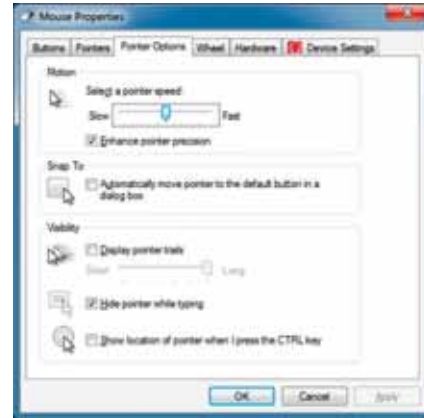 Mouse Properties
Buttons Pointers Pointer Options Wheel Hardware Device Settings
Motion
Select a pointer speed:
Slow Fast
Enhance pointer precision
Snap To
Automatically move pointer to the default button in a
dialog box
Visibility
Display pointer trails
Short Long
Hide pointer while typing
Show location of pointer when I press the CTRL key
OK Cancel Apply